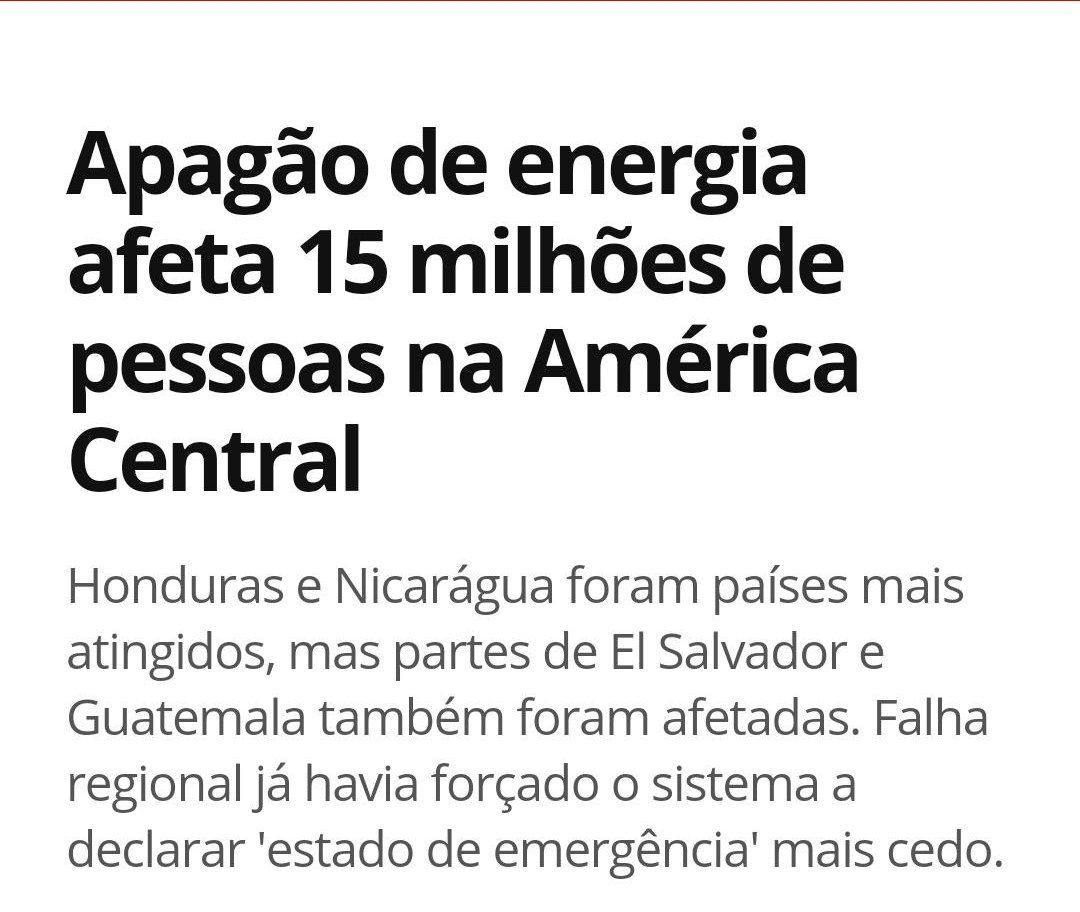 Apagão de energia
afeta 15 milhões de
pessoas na América
Central
Honduras e Nicarágua foram países mais
atingidos, mas partes de El Salvador e
Guatemala também foram afetadas. Falha
regional já havia forçado o sistema a
declarar 'estado de emergência' mais cedo.